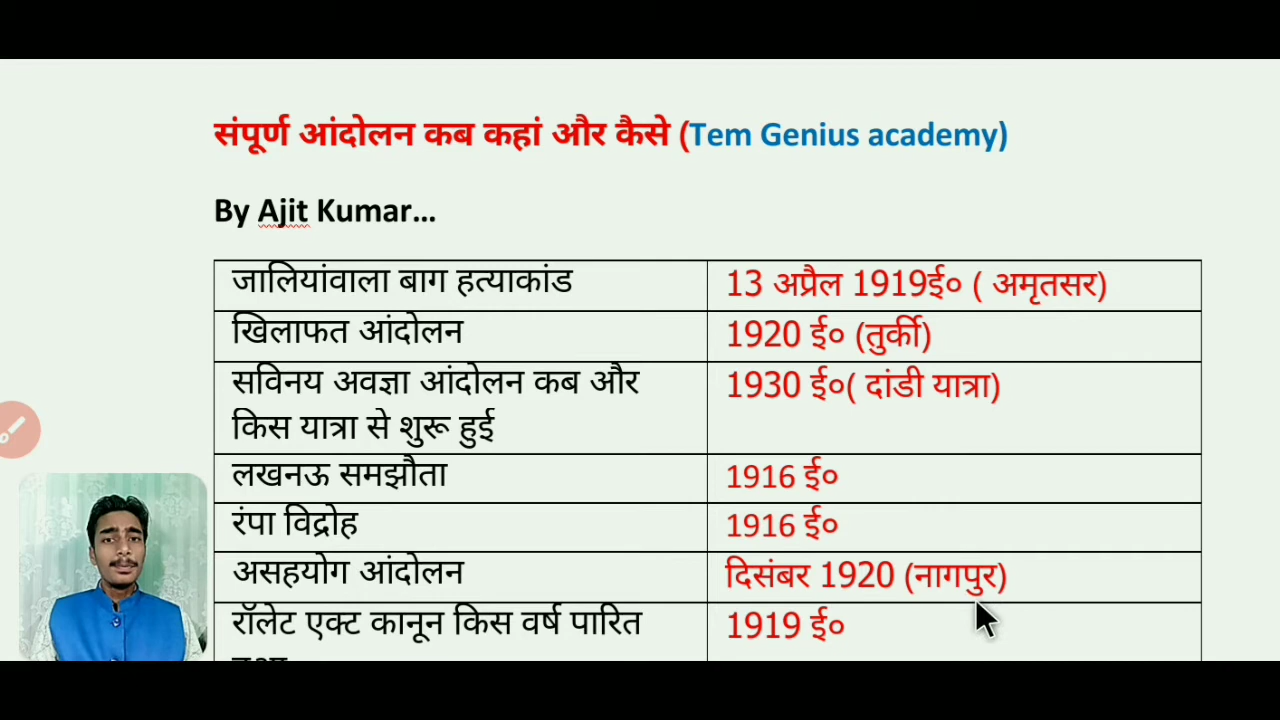 संपूर्ण आंदोलन कब कहां और कैसे (Tem Genius academy)
By Ajit Kumar...
जालियांवाला बाग हत्याकांड
13 अप्रैल 1919ई० ( अमृतसर)
खिलाफत आंदोलन
1920 ई० (तुर्की)
सविनय अवज्ञा आंदोलन कब और
किस यात्रा से शुरू हुई
1930 ई०( दांडी यात्रा)
लखनऊ समझौता
1916 ई०
रंपा विद्रोह
1916 ई०
असहयोग आंदोलन
दिसंबर 1920 (नागपुर)
रॉलेट एक्ट कानून किस वर्ष पारित
1919 ई०